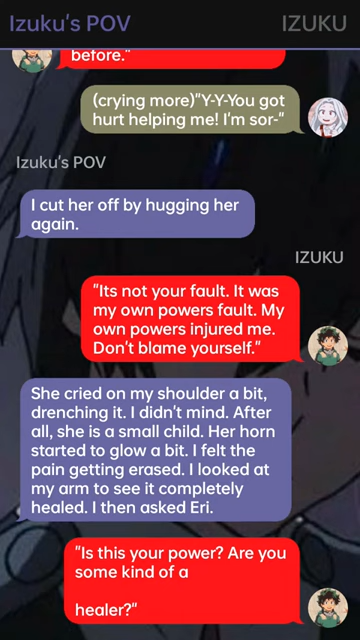 Izuku's POV
IZUKU
before."
(crying more)"Y-Y-You got
hurt helping me! I'm sor-"
Izuku's POV
I cut her off by hugging her
again.
IZUKU
"Its not your fault. It was
my own powers fault. My
own powers injured me.
Don't blame yourself."
She cried on my shoulder a bit,
drenching it. I didn't mind. After
all, she is a small child. Her horn
started to glow a bit. I felt the
pain getting erased. I looked at
my arm to see it completely
healed. I then asked Eri.
"Is this your power? Are you
some kind of a
healer?"